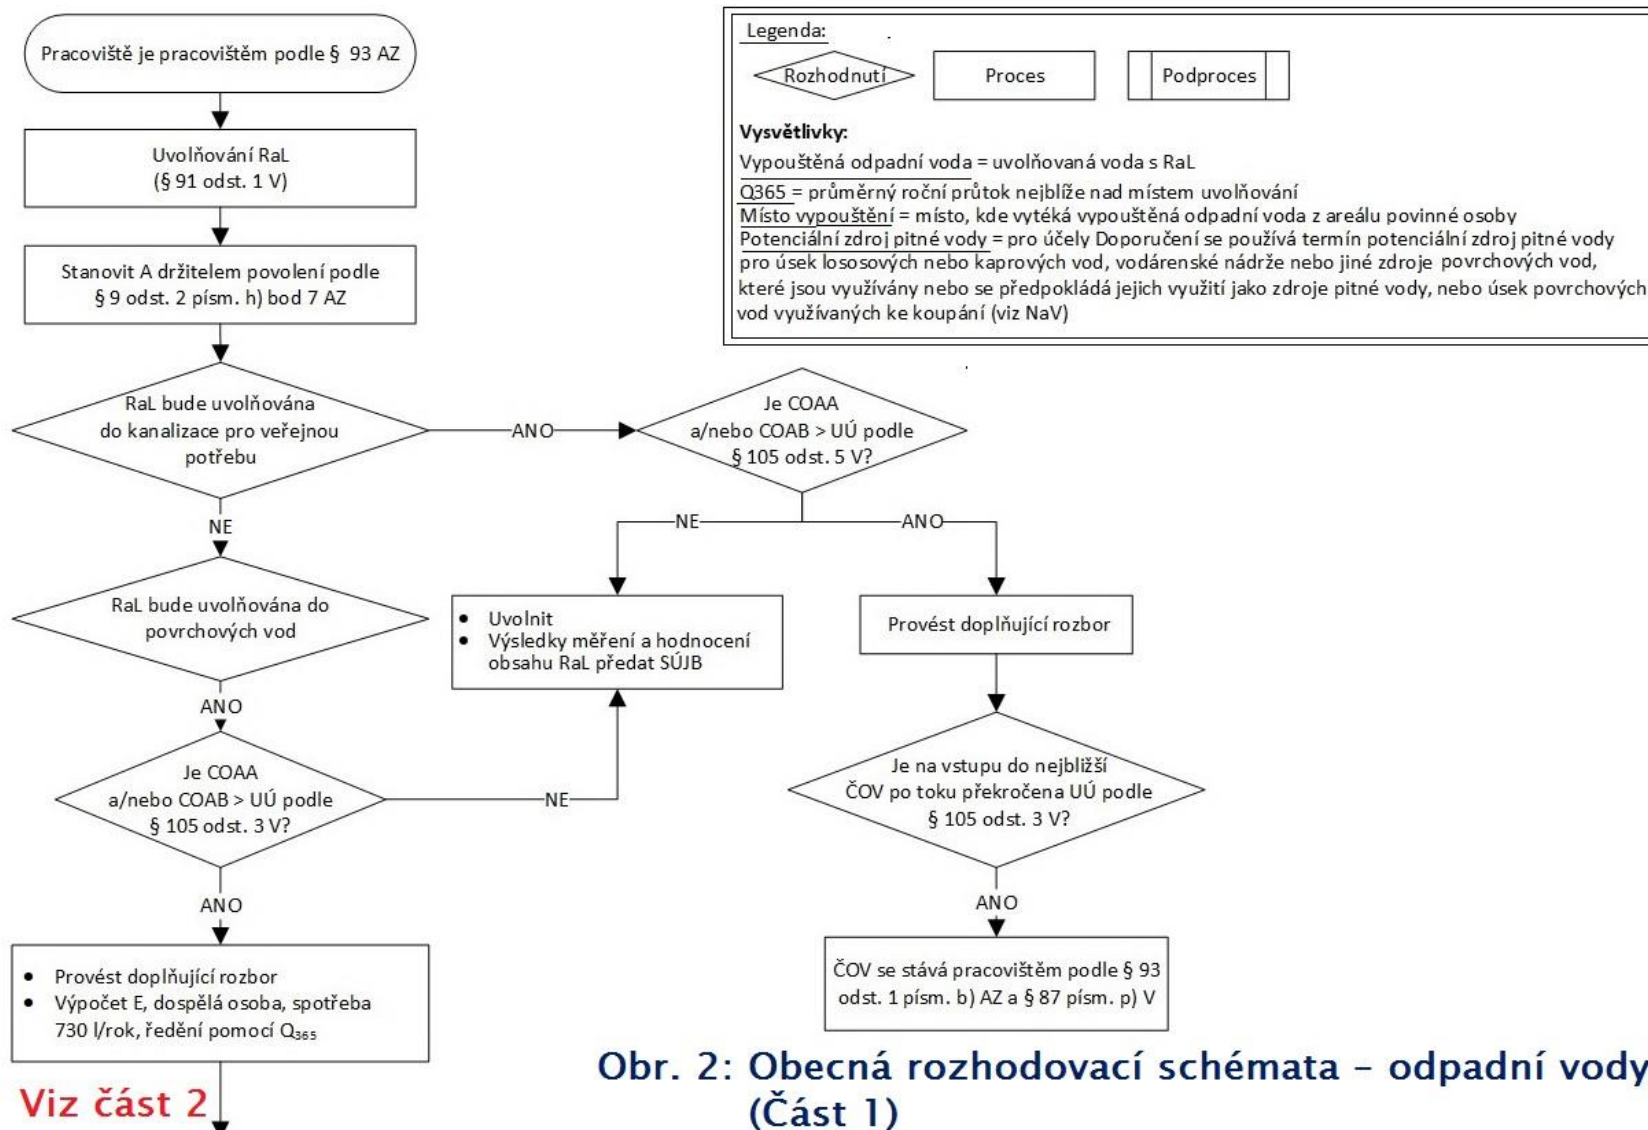 Pracoviště je pracovištěm podle § 93 AZ
Uvolňování RaL
(§ 91 odst. 1 V)
Stanovit A držitelem povolení podle
§ 9 odst. 2 písm. h) bod 7 AZ
RaL bude uvolňována
do kanalizace pro veřejnou
potřebu
ANO
Je COAA
a/nebo COAB > UÚ podle
§ 105 odst. 5 V?
NE
NE
ANO
RaL bude uvolňována do
povrchových vod
• Uvolnit
• Výsledky měření a hodnocení
obsahu RaL předat SÚJB
Provést doplňující rozbor
ANO
Je COAA
a/nebo COAB > UÚ podle
§ 105 odst. 3 V?
NE
Je na vstupu do nejbližší
ČOV po toku překročena UÚ podle
§ 105 odst. 3 V?
ANO
ANO
• Provést doplňující rozbor
• Výpočet E, dospělá osoba, spotřeba
730 l/rok, ředění pomocí Q₃₆₅
ČOV se stává pracovištěm podle § 93
odst. 1 písm. b) AZ a § 87 písm. p) V
Viz část 2
Legenda:
Rozhodnutí
Proces
Podproces
Vysvětlivky:
Vypouštěná odpadní voda = uvolňovaná voda s RaL
Q365 = průměrný roční průtok nejblíže nad místem uvolňování
Místo vypouštění = místo, kde vytéká vypouštěná odpadní voda z areálu povinné osoby
Potenciální zdroj pitné vody = pro účely Doporučení se používá termín potenciální zdroj pitné vody
pro úsek lososových nebo kaprových vod, vodárenské nádrže nebo jiné zdroje povrchových vod,
které jsou využívány nebo se předpokládá jejich využití jako zdroje pitné vody, nebo úsek povrchových
vod využívaných ke koupání (viz NaV)
Obr. 2: Obecná rozhodovací schémata – odpadní vody
(Část 1)